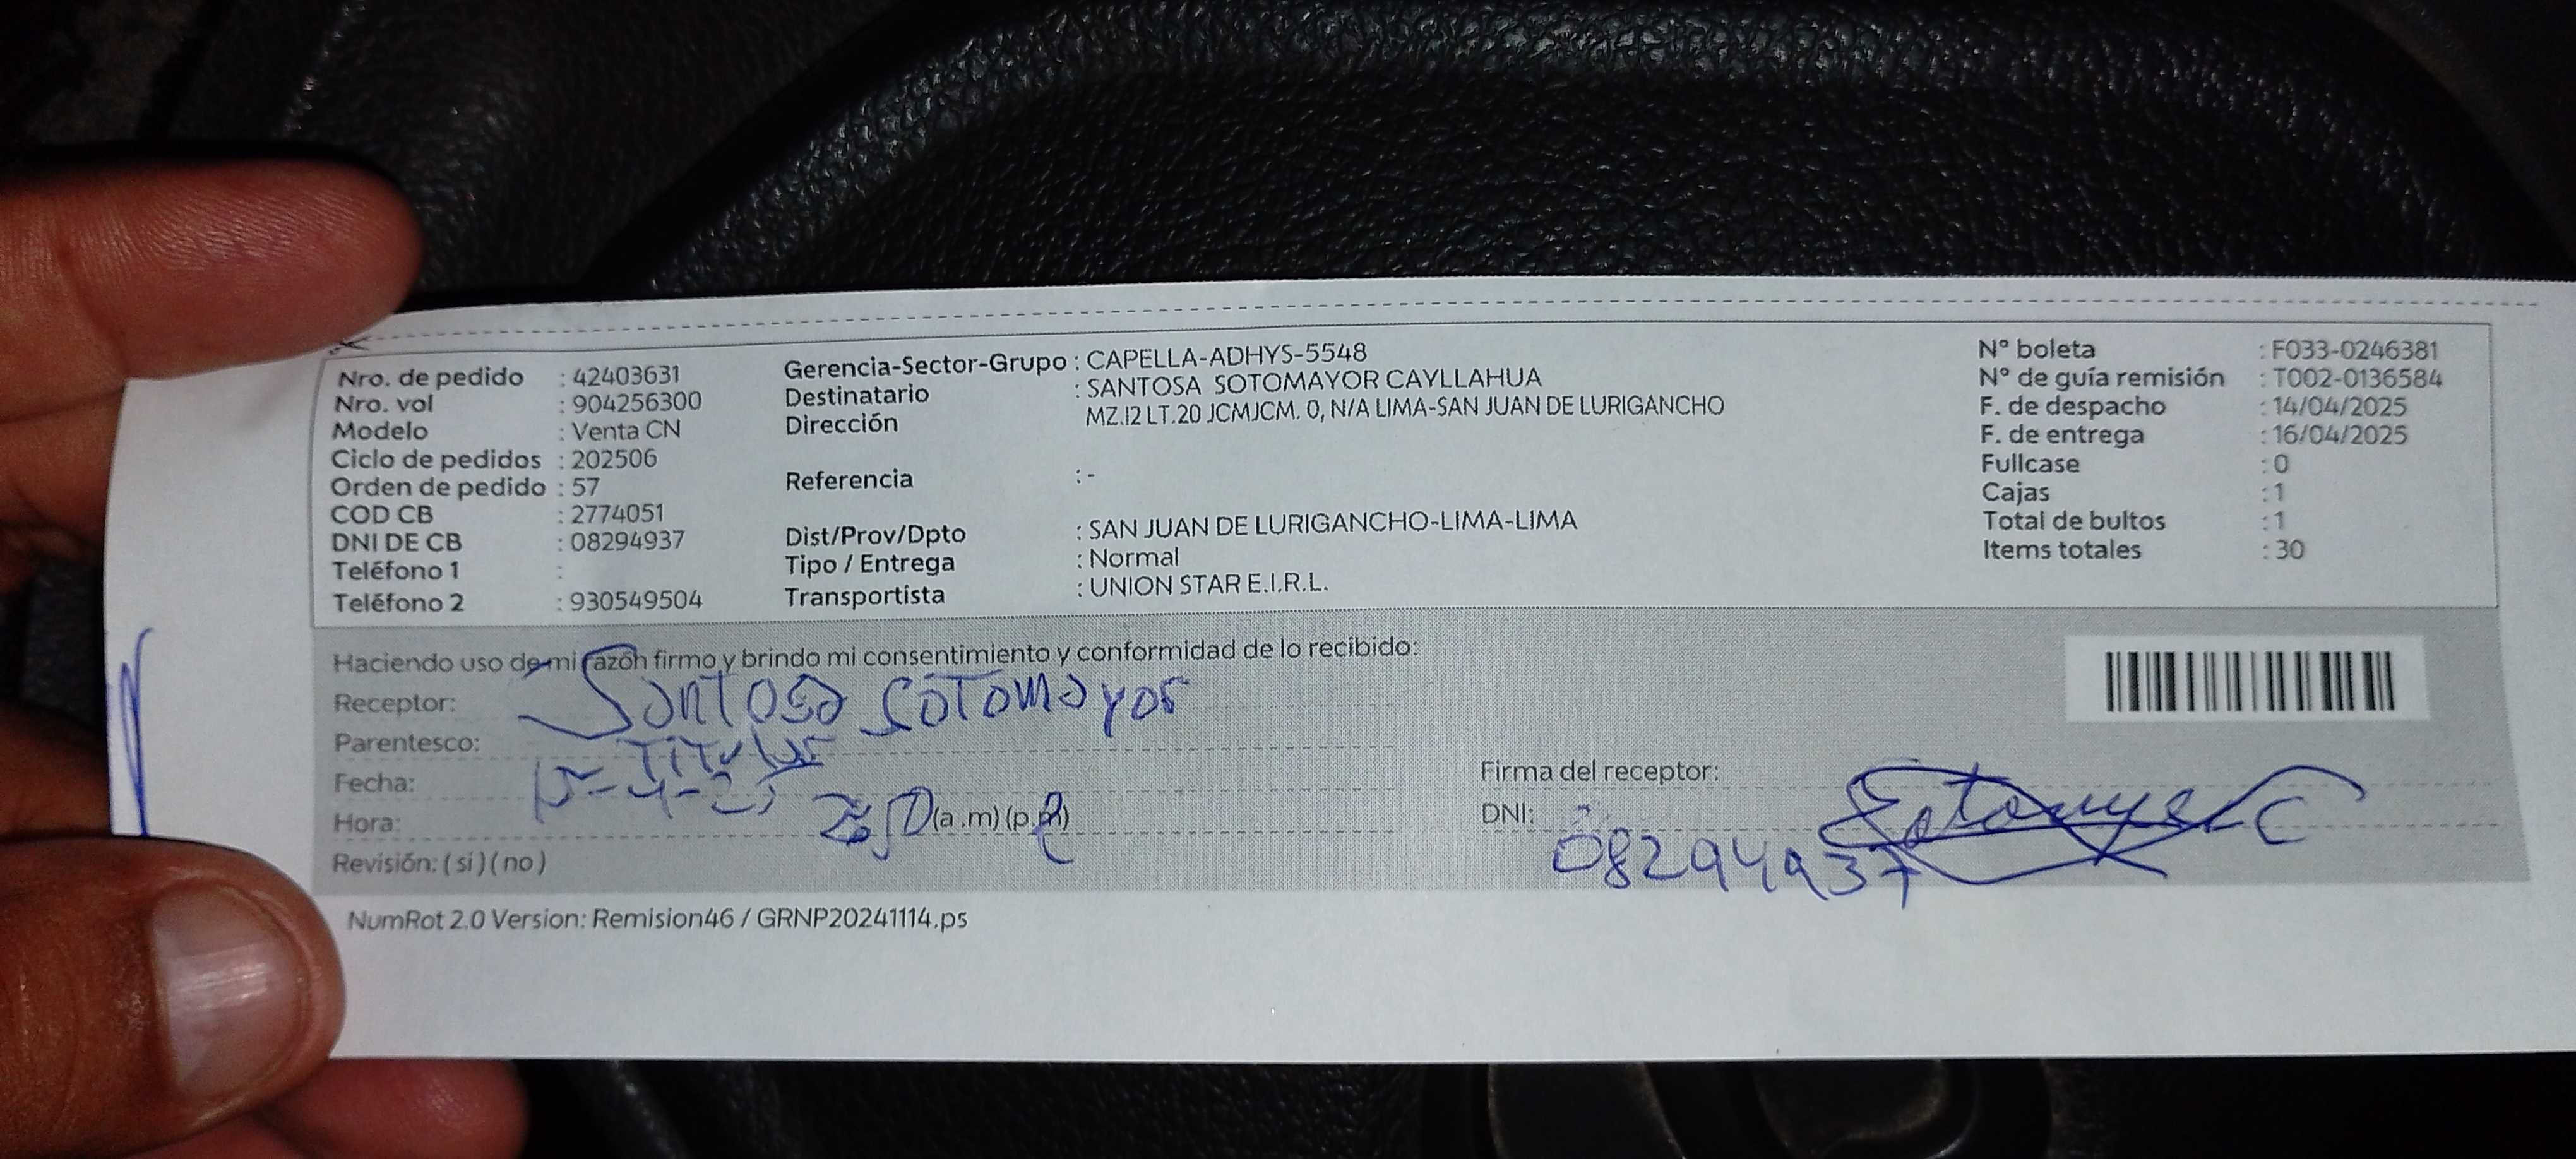 Nro. de pedido : 42403631
Nro. vol : 904256300
Modelo : Venta CN
Ciclo de pedidos : 202506
Orden de pedido : 57
COD CB : 2774051
DNI DE CB : 08294937
Teléfono 1 :
Teléfono 2 : 930549504
Gerencia-Sector-Grupo : CAPELLA-ADHYS-5548
Destinatario : SANTOSA SOTOMAYOR CAYLLAHUA
Dirección MZ.I2 LT.20 JCMJCM. 0, N/A LIMA-SAN JUAN DE LURIGANCHO
Referencia : -
Dist/Prov/Dpto : SAN JUAN DE LURIGANCHO-LIMA-LIMA
Tipo / Entrega : Normal
Transportista : UNION STAR E.I.R.L.
N° boleta : F033-0246381
N° de guía remisión : T002-0136584
F. de despacho : 14/04/2025
F. de entrega : 16/04/2025
Fullcase : 0
Cajas : 1
Total de bultos : 1
Items totales : 30
Haciendo uso de mi razón firmo y brindo mi consentimiento y conformidad de lo recibido:
Receptor: Santosa Sotomayor
Parentesco: Titular
Fecha: 15-4-25
Hora: (a.m) (p.m)
Revisión: ( si ) ( no )
Firma del receptor: Sotomayor C
DNI: 08294937
NumRot 2.0 Version: Remision46 / GRNP20241114.ps